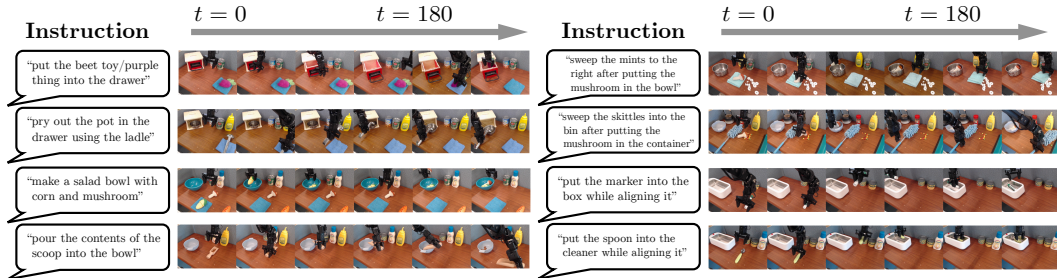 t = 0
t = 180
Instruction
"put the beet toy/purple
thing into the drawer"
"pry out the pot in the
drawer using the ladle"
"make a salad bowl with
corn and mushroom"
"pour the contents of the
scoop into the bowl"
t = 0
t = 180
Instruction
"sweep the mints to the
right after putting the
mushroom in the bowl"
"sweep the skittles into the
bin after putting the
mushroom in the container"
"put the marker into the
box while aligning it"
"put the spoon into the
cleaner while aligning it"